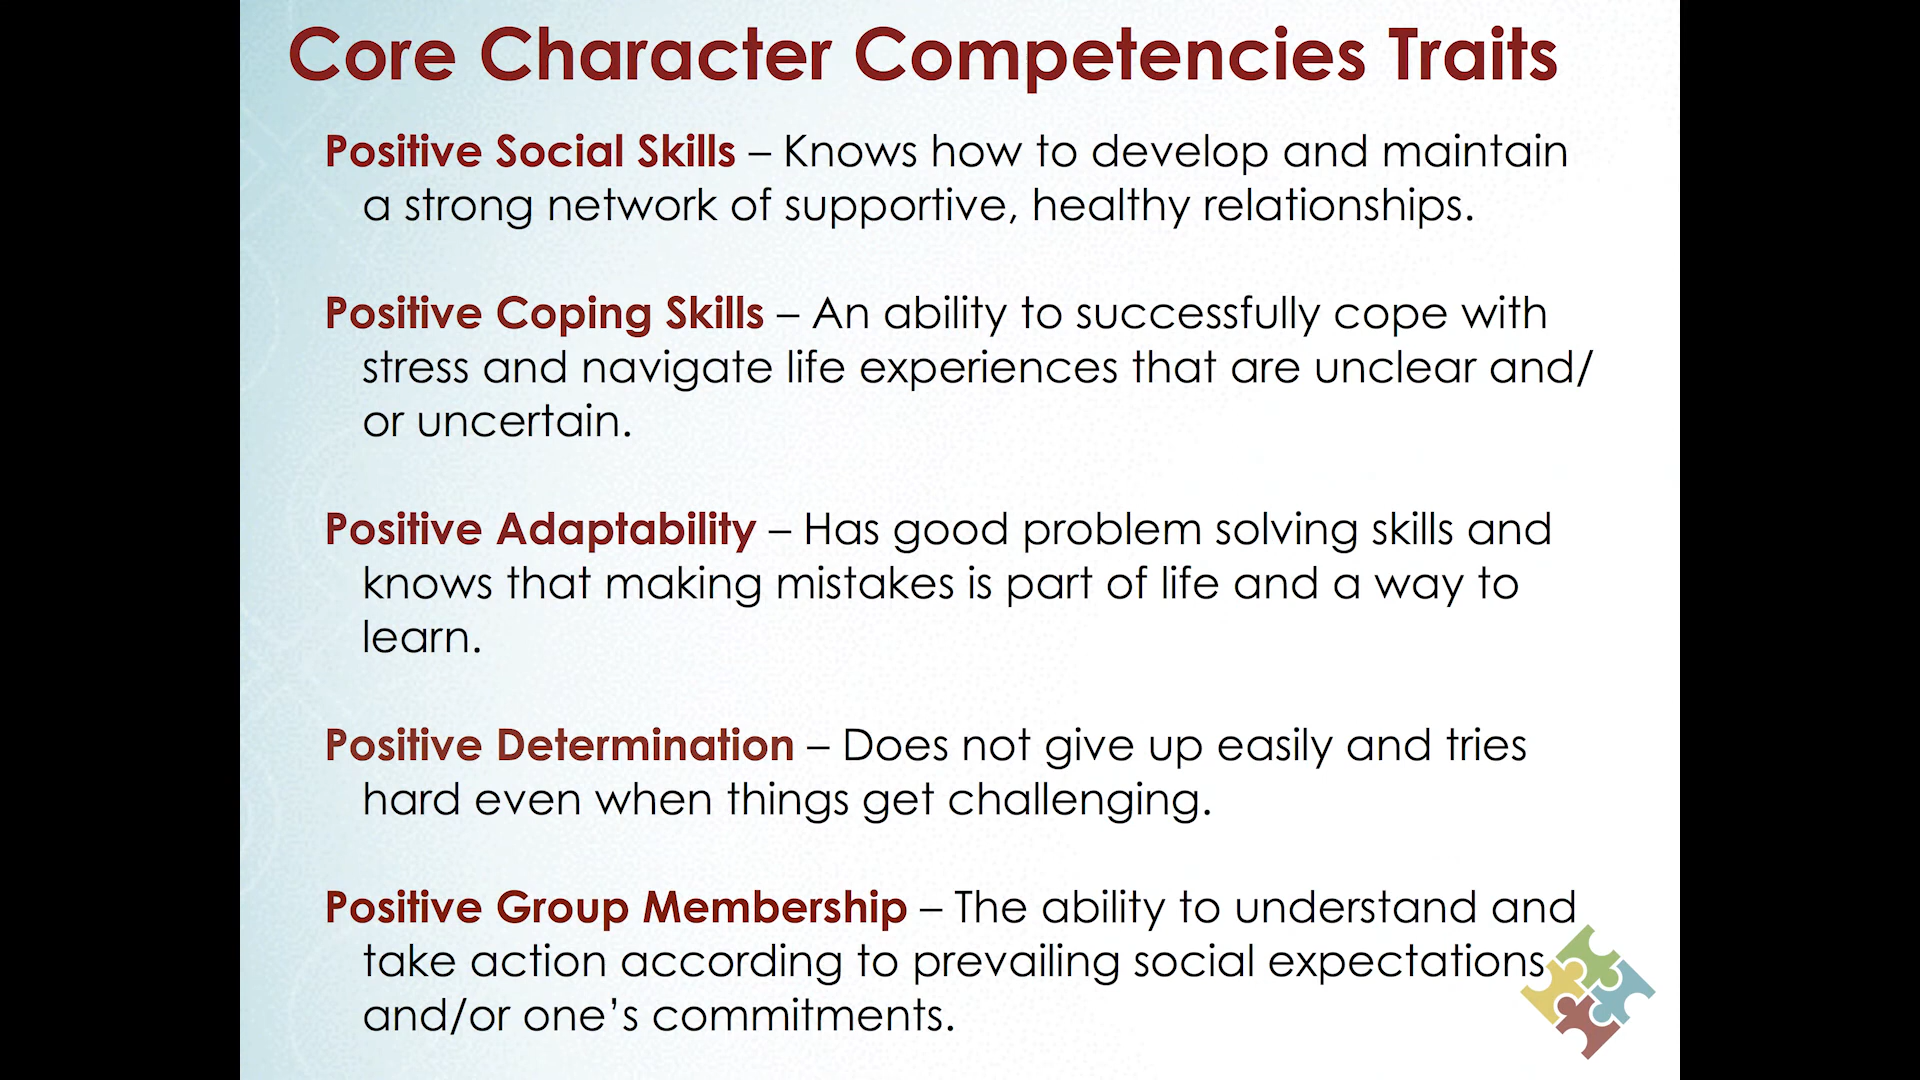 Core Character Competencies Traits
Positive Social Skills – Knows how to develop and maintain
a strong network of supportive, healthy relationships.
Positive Coping Skills – An ability to successfully cope with
stress and navigate life experiences that are unclear and/
or uncertain.
Positive Adaptability – Has good problem solving skills and
knows that making mistakes is part of life and a way to
learn.
Positive Determination – Does not give up easily and tries
hard even when things get challenging.
Positive Group Membership – The ability to understand and
take action according to prevailing social expectations
and/or one’s commitments.